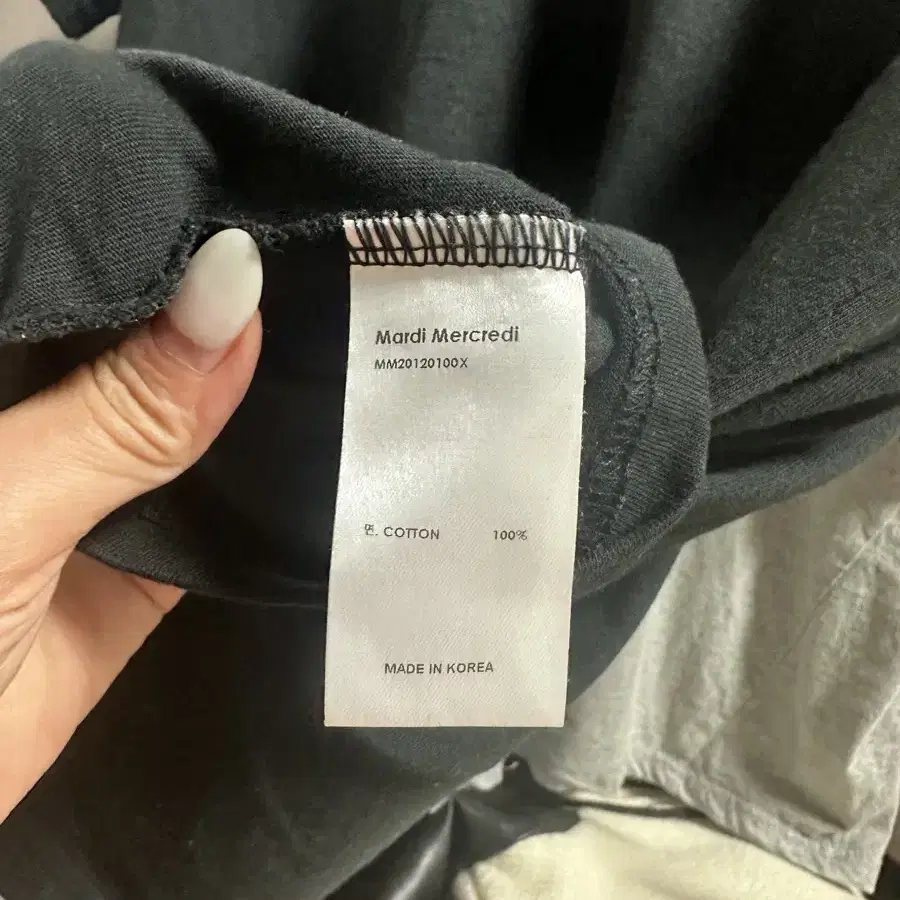 Mardi Mercredi
MM20120100X
면. COTTON 100%
MADE IN KOREA